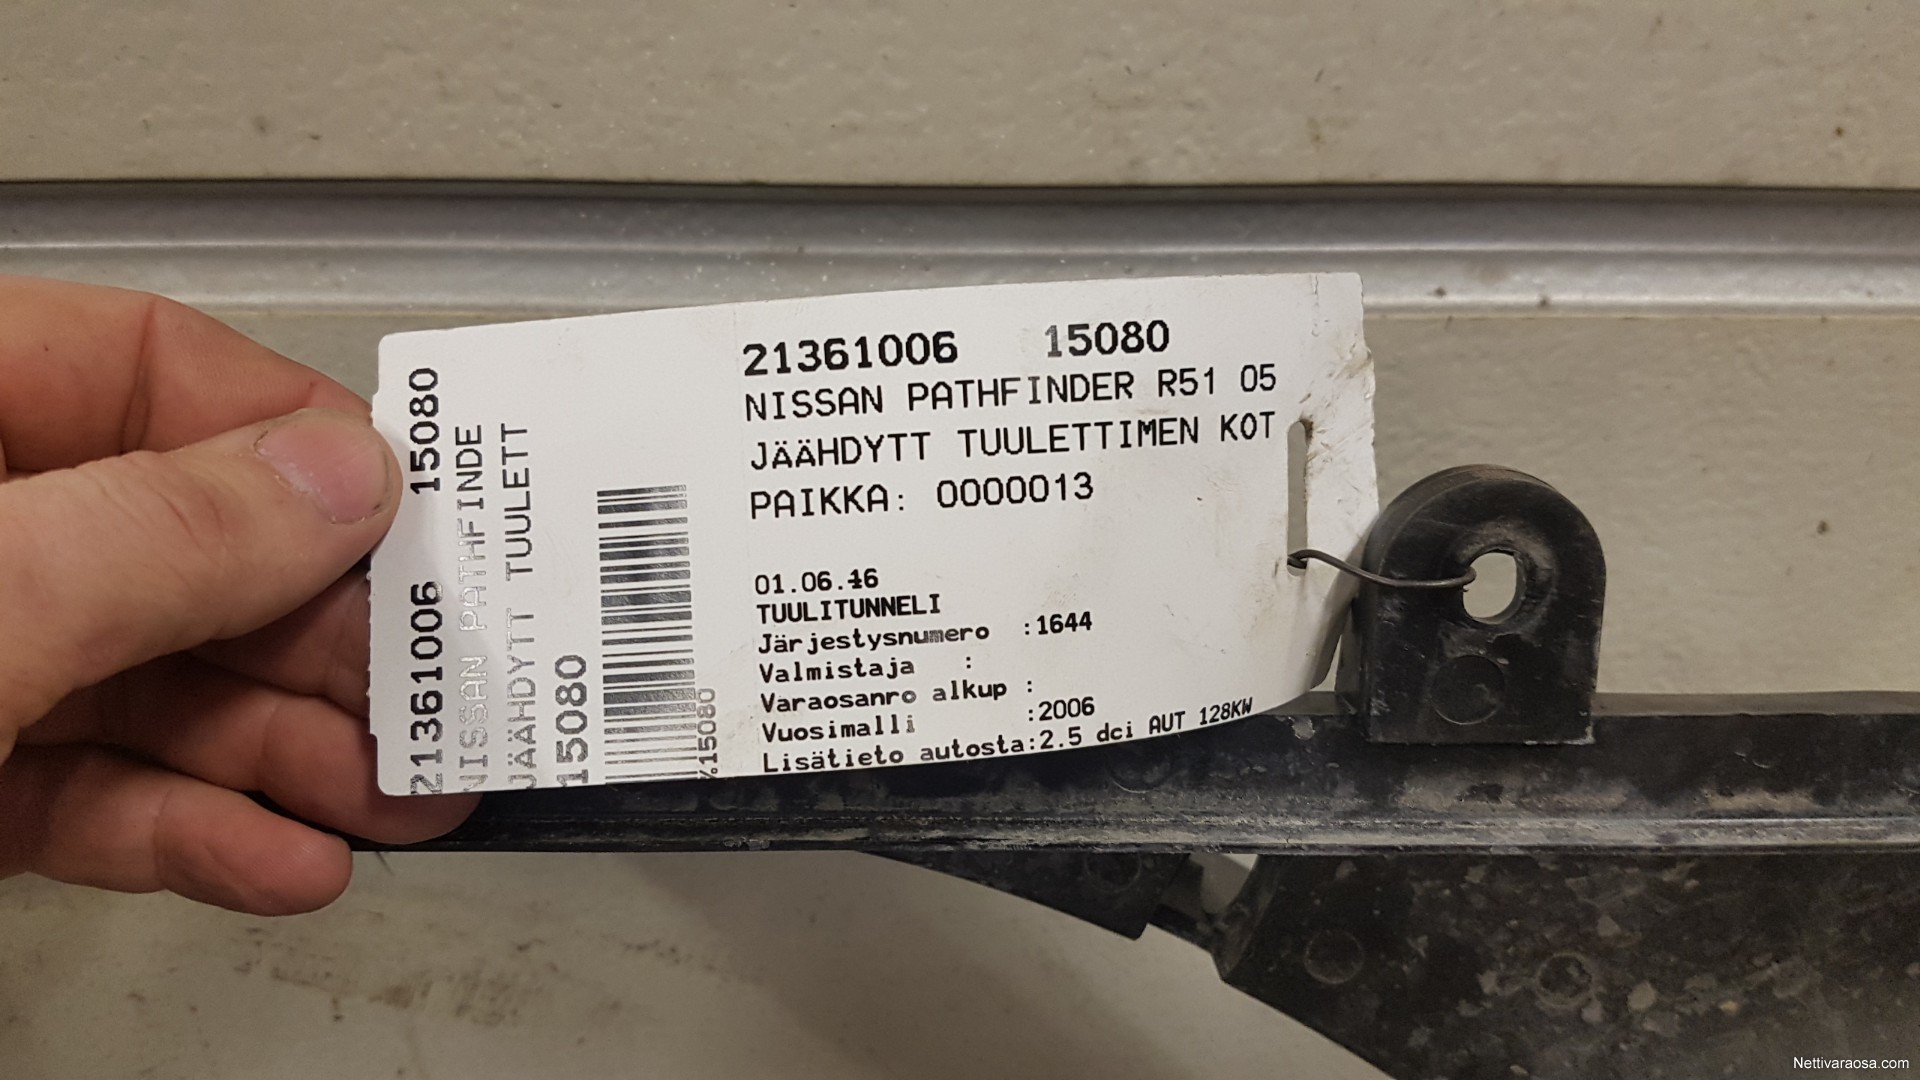 21361006 15080
NISSAN PATHFINDE
JÄÄHDYTT TUULETT
15080
%15080
21361006 15080
NISSAN PATHFINDER R51 05
JÄÄHDYTT TUULETTIMEN KOT
PAIKKA: 0000013
01.06.16
TUULITUNNELI
Järjestysnumero :1644
Valmistaja :
Varaosanro alkup :
Vuosimalli :2006
Lisätieto autosta:2.5 dci AUT 128KW
Nettivaraosa.com